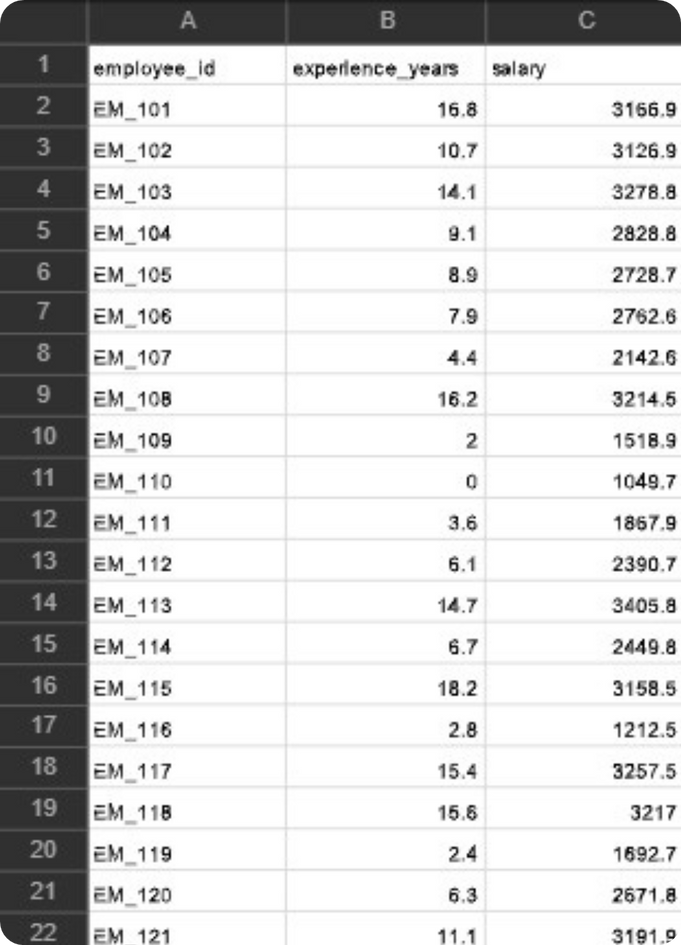 A B C
1 employee_id experience_years salary
2 EM_101 16.8 3166.9
3 EM_102 10.7 3126.9
4 EM_103 14.1 3278.8
5 EM_104 9.1 2828.8
6 EM_105 8.9 2728.7
7 EM_106 7.9 2762.6
8 EM_107 4.4 2142.6
9 EM_108 16.2 3214.5
10 EM_109 2 1518.9
11 EM_110 0 1049.7
12 EM_111 3.6 1867.9
13 EM_112 6.1 2390.7
14 EM_113 14.7 3405.8
15 EM_114 6.7 2449.8
16 EM_115 18.2 3158.5
17 EM_116 2.8 1212.5
18 EM_117 15.4 3257.5
19 EM_118 15.6 3217
20 EM_119 2.4 1692.7
21 EM_120 6.3 2671.8
22 EM_121 11.1 3191.9